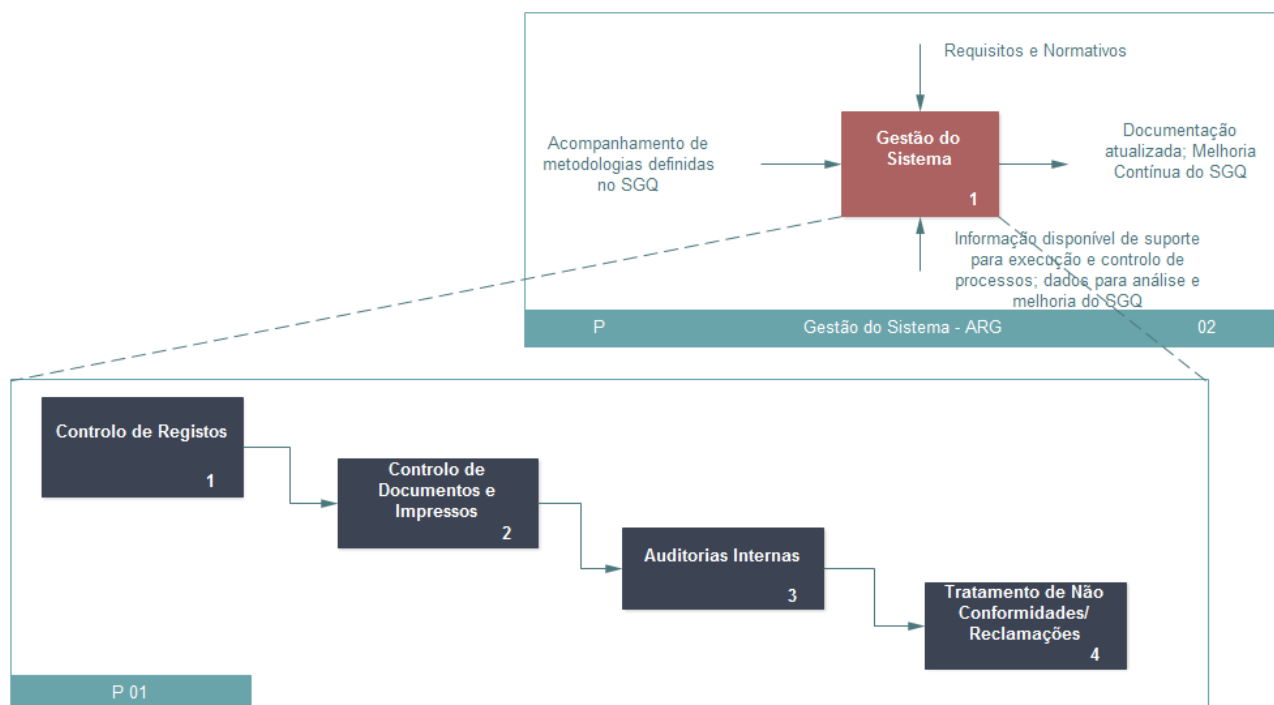 Requisitos e Normativos
Acompanhamento de
metodologias definidas
no SGQ
Gestão do
Sistema
1
Documentação
atualizada; Melhoria
Contínua do SGQ
Informação disponível de suporte
para execução e controlo de
processos; dados para análise e
melhoria do SGQ
P
Gestão do Sistema - ARG
02
Controlo de Registos
1
Controlo de
Documentos e
Impressos
2
Auditorias Internas
3
Tratamento de Não
Conformidades/
Reclamações
4
P 01